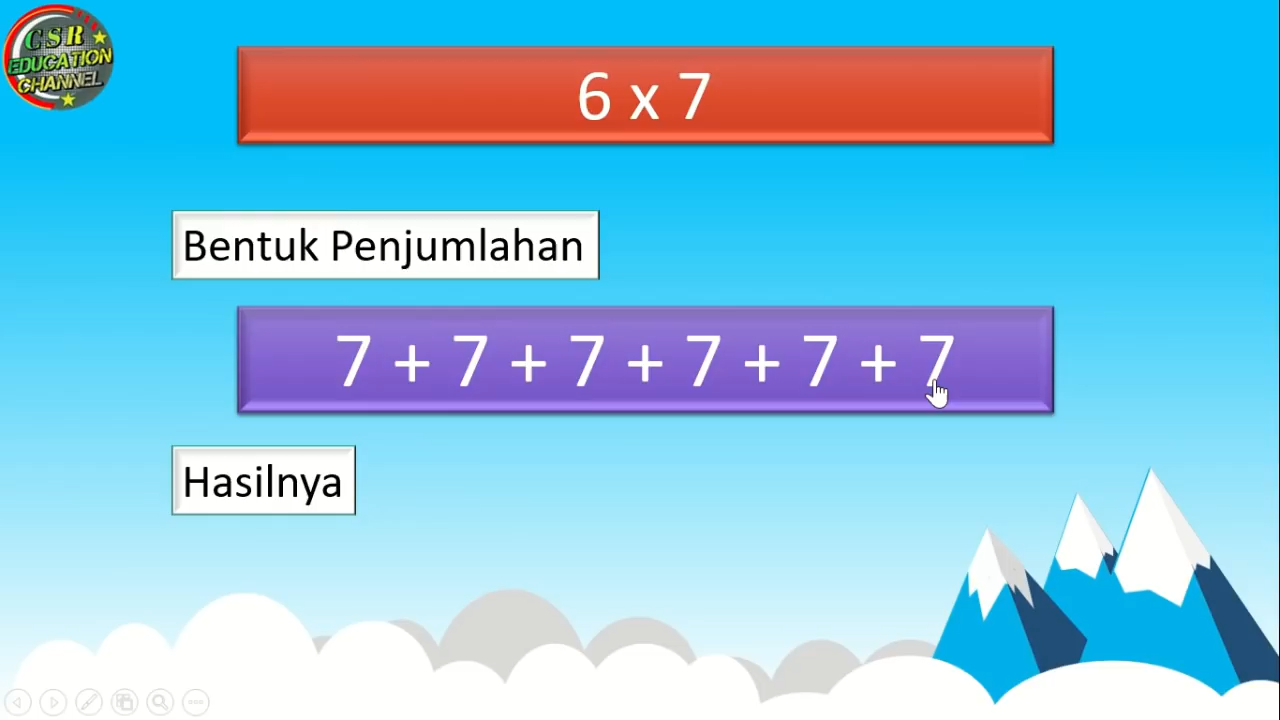 CSR
EDUCATION
CHANNEL
6 x 7
Bentuk Penjumlahan
7 + 7 + 7 + 7 + 7 + 7
Hasilnya